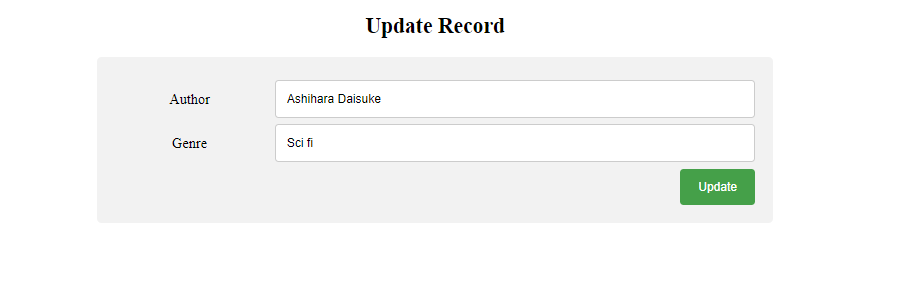 Update Record
Author
Ashihara Daisuke
Genre
Sci fi
Update